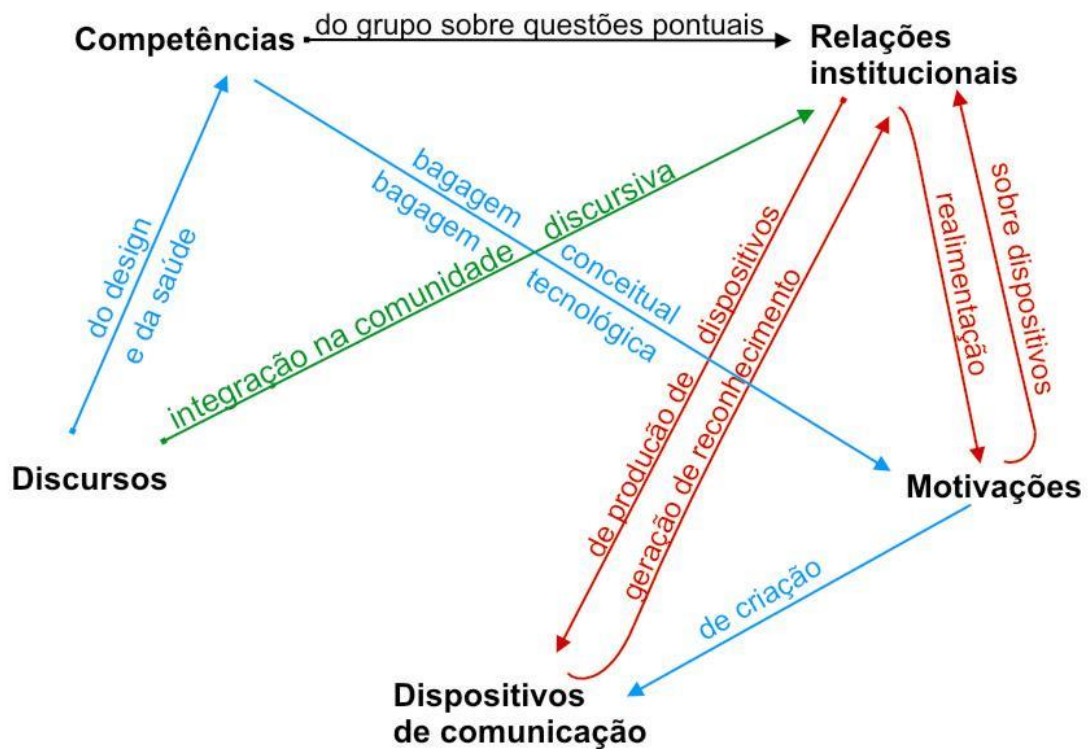 Competências
do grupo sobre questões pontuais
Relações
institucionais
do design
e da saúde
bagagem conceitual
bagagem tecnológica
integração na comunidade discursiva
de produção de dispositivos
geração de reconhecimento
realimentação
sobre dispositivos
Discursos
Motivações
de criação
Dispositivos
de comunicação